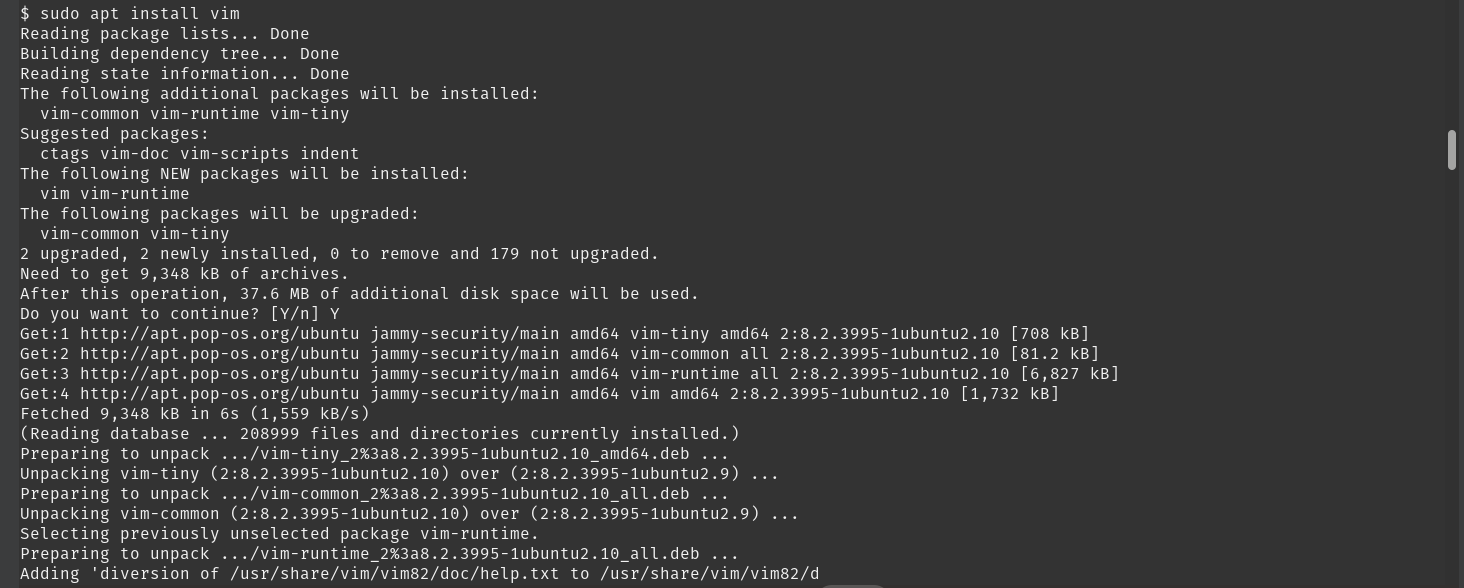 $ sudo apt install vim
Reading package lists... Done
Building dependency tree... Done
Reading state information... Done
The following additional packages will be installed:
  vim-common vim-runtime vim-tiny
Suggested packages:
  ctags vim-doc vim-scripts indent
The following NEW packages will be installed:
  vim vim-runtime
The following packages will be upgraded:
  vim-common vim-tiny
2 upgraded, 2 newly installed, 0 to remove and 179 not upgraded.
Need to get 9,348 kB of archives.
After this operation, 37.6 MB of additional disk space will be used.
Do you want to continue? [Y/n] Y
Get:1 http://apt.pop-os.org/ubuntu jammy-security/main amd64 vim-tiny amd64 2:8.2.3995-1ubuntu2.10 [708 kB]
Get:2 http://apt.pop-os.org/ubuntu jammy-security/main amd64 vim-common all 2:8.2.3995-1ubuntu2.10 [81.2 kB]
Get:3 http://apt.pop-os.org/ubuntu jammy-security/main amd64 vim-runtime all 2:8.2.3995-1ubuntu2.10 [6,827 kB]
Get:4 http://apt.pop-os.org/ubuntu jammy-security/main amd64 vim amd64 2:8.2.3995-1ubuntu2.10 [1,732 kB]
Fetched 9,348 kB in 6s (1,559 kB/s)
(Reading database ... 208999 files and directories currently installed.)
Preparing to unpack .../vim-tiny_2%3a8.2.3995-1ubuntu2.10_amd64.deb ...
Unpacking vim-tiny (2:8.2.3995-1ubuntu2.10) over (2:8.2.3995-1ubuntu2.9) ...
Preparing to unpack .../vim-common_2%3a8.2.3995-1ubuntu2.10_all.deb ...
Unpacking vim-common (2:8.2.3995-1ubuntu2.10) over (2:8.2.3995-1ubuntu2.9) ...
Selecting previously unselected package vim-runtime.
Preparing to unpack .../vim-runtime_2%3a8.2.3995-1ubuntu2.10_all.deb ...
Adding 'diversion of /usr/share/vim/vim82/doc/help.txt to /usr/share/vim/vim82/d